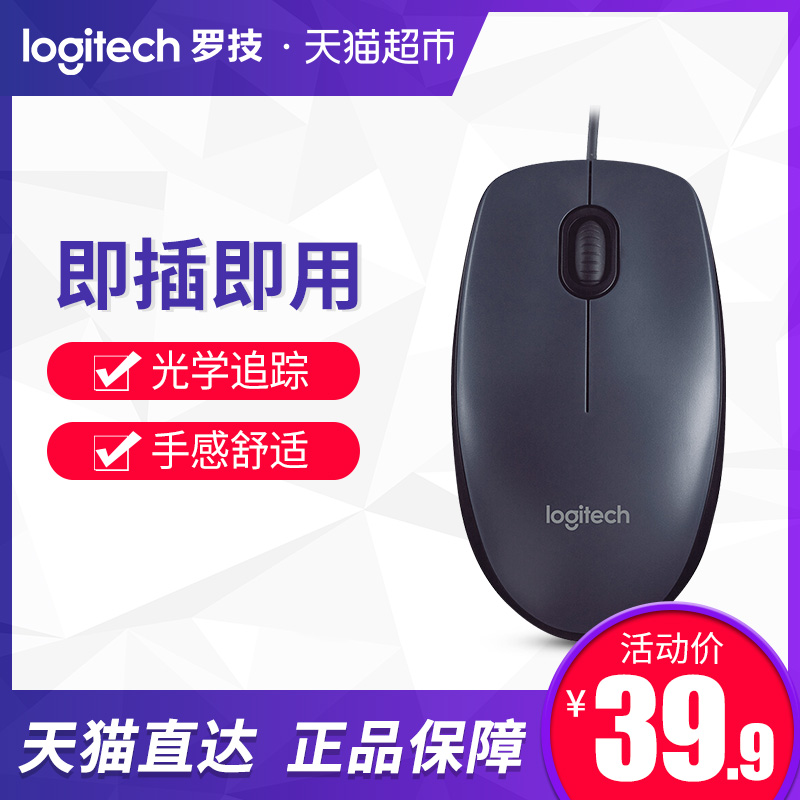 logitech 罗技 · 天猫超市
即插即用
光学追踪
手感舒适
logitech
活动价
¥39.9
天猫直达 正品保障